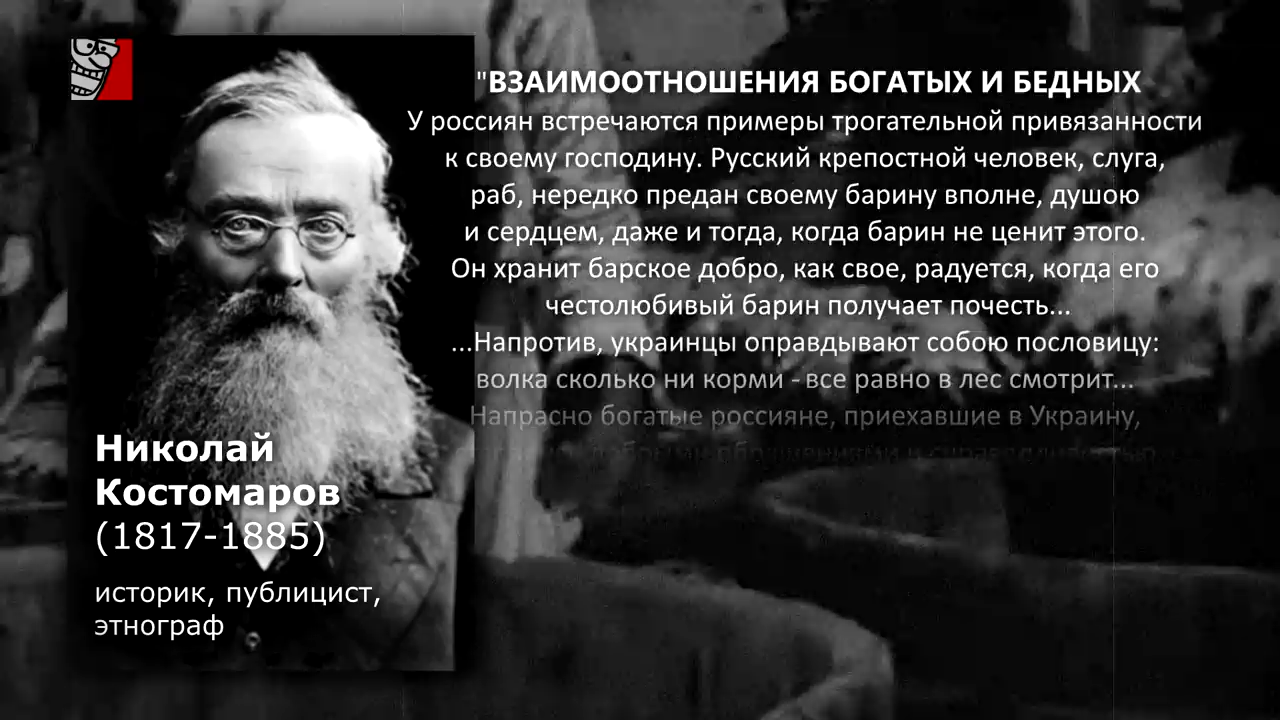 "ВЗАИМООТНОШЕНИЯ БОГАТЫХ И БЕДНЫХ
У россиян встречаются примеры трогательной привязанности
к своему господину. Русский крепостной человек, слуга,
раб, нередко предан своему барину вполне, душою
и сердцем, даже и тогда, когда барин не ценит этого.
Он хранит барское добро, как свое, радуется, когда его
честолюбивый барин получает почесть...
...Напротив, украинцы оправдывают собою пословицу:
волка сколько ни корми - все равно в лес смотрит...
Напрасно богатые россияне, приехавшие в Украину,
Николай
Костомаров
(1817-1885)
историк, публицист,
этнограф